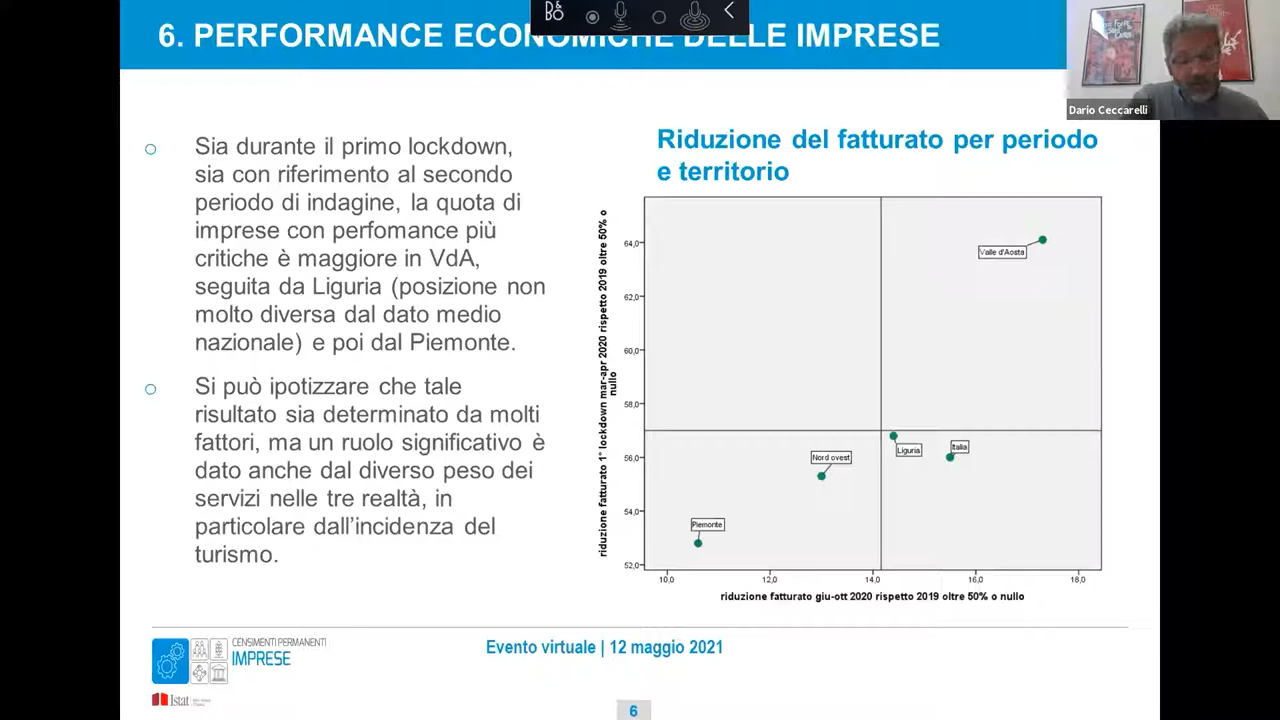 6. PERFORMANCE ECONOMICHE DELLE IMPRESE
Dario Ceccarelli
Sia durante il primo lockdown,
sia con riferimento al secondo
periodo di indagine, la quota di
imprese con perfomance più
critiche è maggiore in VdA,
seguita da Liguria (posizione non
molto diversa dal dato medio
nazionale) e poi dal Piemonte.
Si può ipotizzare che tale
risultato sia determinato da molti
fattori, ma un ruolo significativo è
dato anche dal diverso peso dei
servizi nelle tre realtà, in
particolare dall'incidenza del
turismo.
Riduzione del fatturato per periodo
e territorio
riduzione fatturato 1° lockdown mar-apr 2020 rispetto 2019 oltre 50% o
nullo
64,0
62,0
60,0
58,0
56,0
54,0
52,0
Valle d'Aosta
Liguria
Italia
Nord ovest
Piemonte
10,0 12,0 14,0 16,0 18,0
riduzione fatturato giu-ott 2020 rispetto 2019 oltre 50% o nullo
CENSIMENTI PERMANENTI
IMPRESE
Istat
Evento virtuale | 12 maggio 2021
6